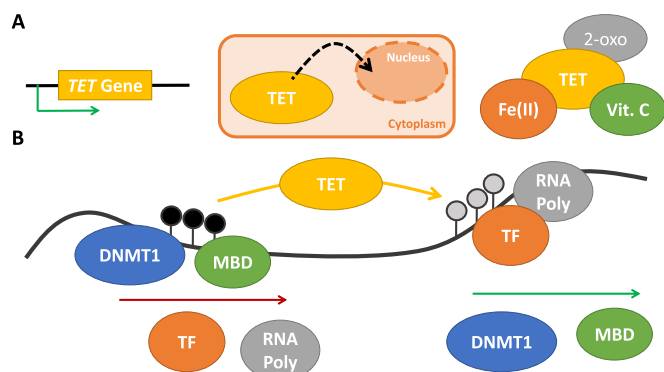 A
TET Gene
TET
Nucleus
Cytoplasm
2-oxo
TET
Fe(II)
Vit. C
B
TET
DNMT1
MBD
RNA
Poly
TF
TF
RNA
Poly
DNMT1
MBD